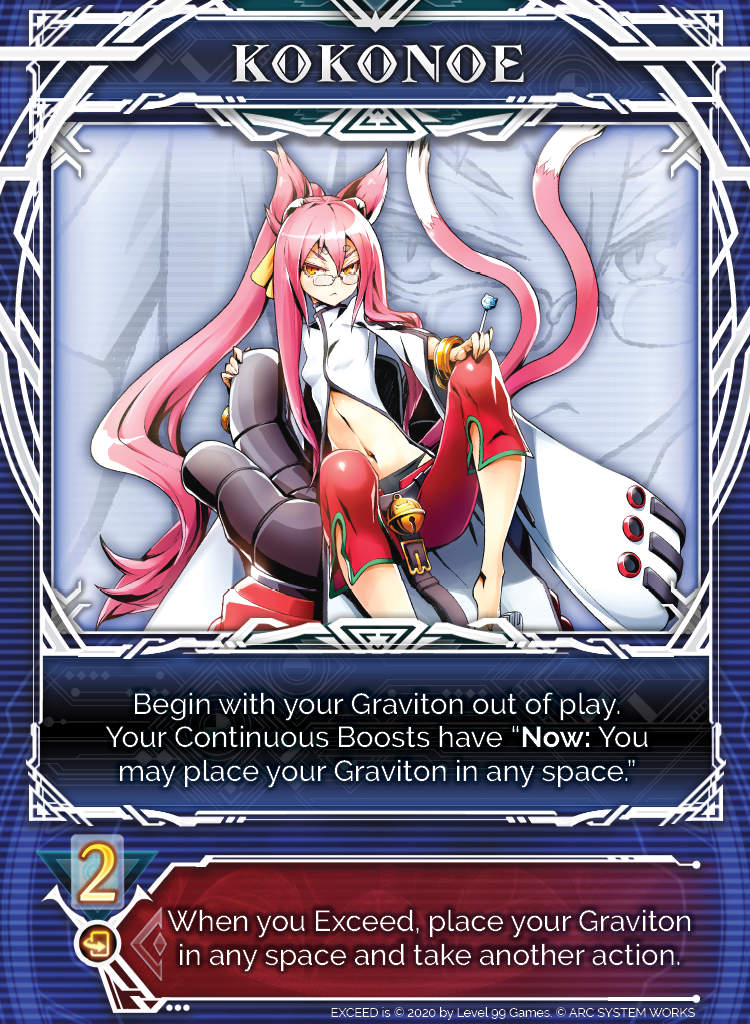 KOKONOE
Begin with your Graviton out of play.
Your Continuous Boosts have “Now: You
may place your Graviton in any space.”
2
When you Exceed, place your Graviton
in any space and take another action.
EXCEED is © 2020 by Level 99 Games. © ARC SYSTEM WORKS